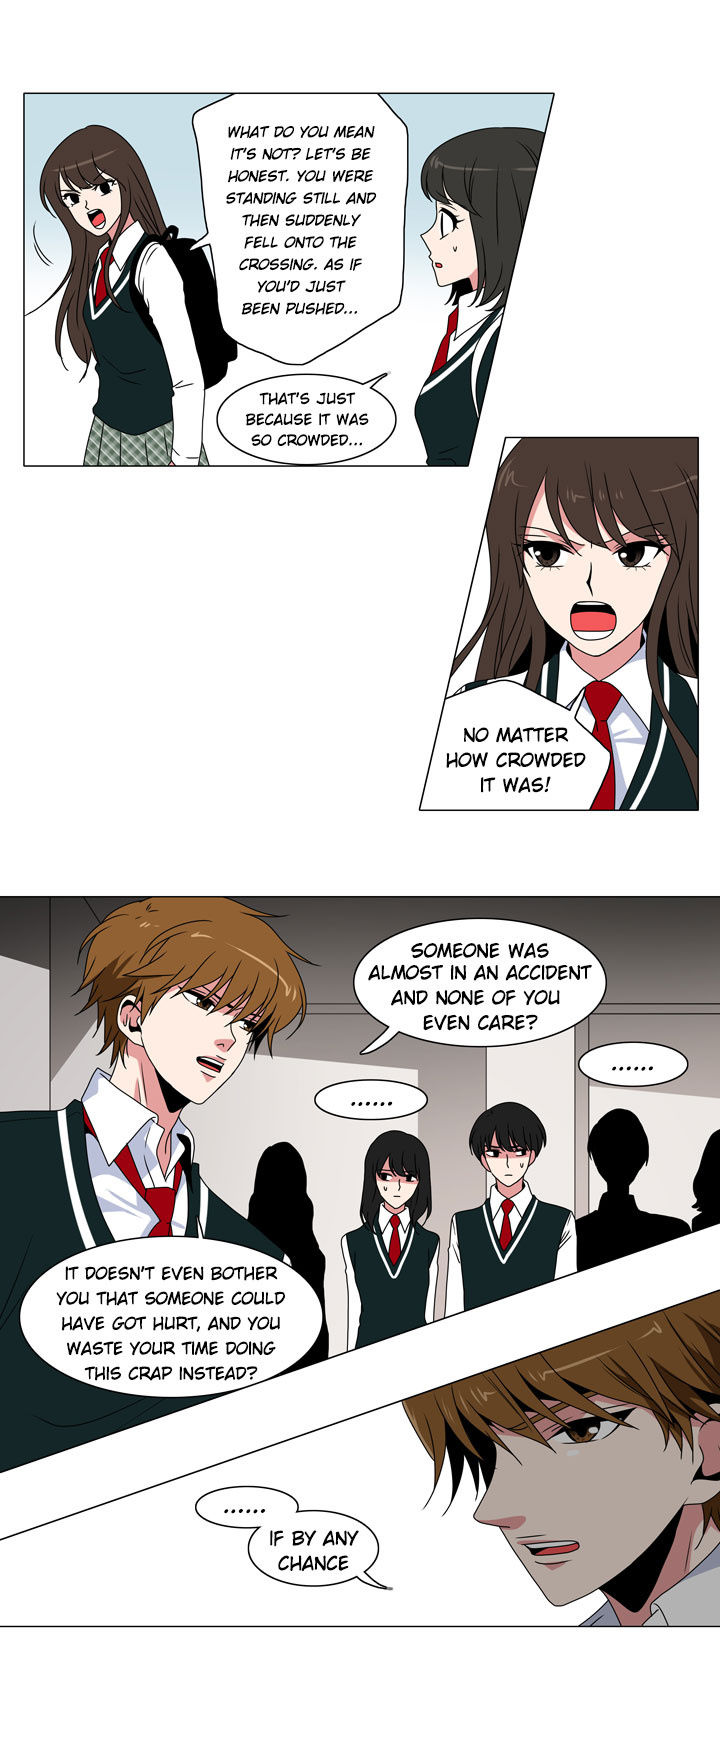 WHAT DO YOU MEAN
IT'S NOT? LET'S BE
HONEST. YOU WERE
STANDING STILL AND
THEN SUDDENLY
FELL ONTO THE
CROSSING. AS IF
YOU'D JUST
BEEN PUSHED...
THAT'S JUST
BECAUSE IT WAS
SO CROWDED...
NO MATTER
HOW CROWDED
IT WAS!
SOMEONE WAS
ALMOST IN AN ACCIDENT
AND NONE OF YOU
EVEN CARE?
......
......
IT DOESN'T EVEN BOTHER
YOU THAT SOMEONE COULD
HAVE GOT HURT, AND YOU
WASTE YOUR TIME DOING
THIS CRAP INSTEAD?
......
IF BY ANY
CHANCE